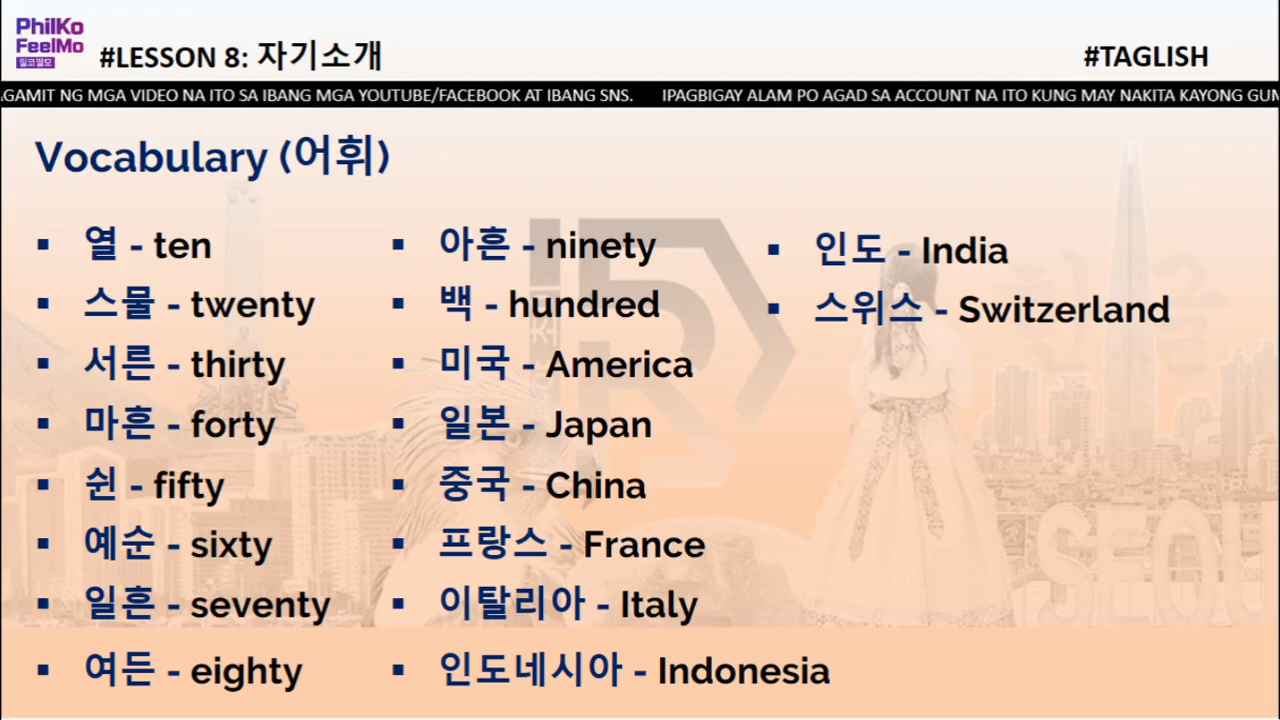 PhilKo
FeelMo
필코필모
#LESSON 8: 자기소개
#TAGLISH
GAMIT NG MGA VIDEO NA ITO SA IBANG MGA YOUTUBE/FACEBOOK AT IBANG SNS. IPAGBIGAY ALAM PO AGAD SA ACCOUNT NA ITO KUNG MAY NAKITA KAYONG
Vocabulary (어휘)
▪ 열 - ten
▪ 스물 - twenty
▪ 서른 - thirty
▪ 마흔 - forty
▪ 쉰 - fifty
▪ 예순 - sixty
▪ 일흔 - seventy
▪ 여든 - eighty
▪ 아흔 - ninety
▪ 백 - hundred
▪ 미국 - America
▪ 일본 - Japan
▪ 중국 - China
▪ 프랑스 - France
▪ 이탈리아 - Italy
▪ 인도네시아 - Indonesia
▪ 인도 - India
▪ 스위스 - Switzerland
한글
SEOU